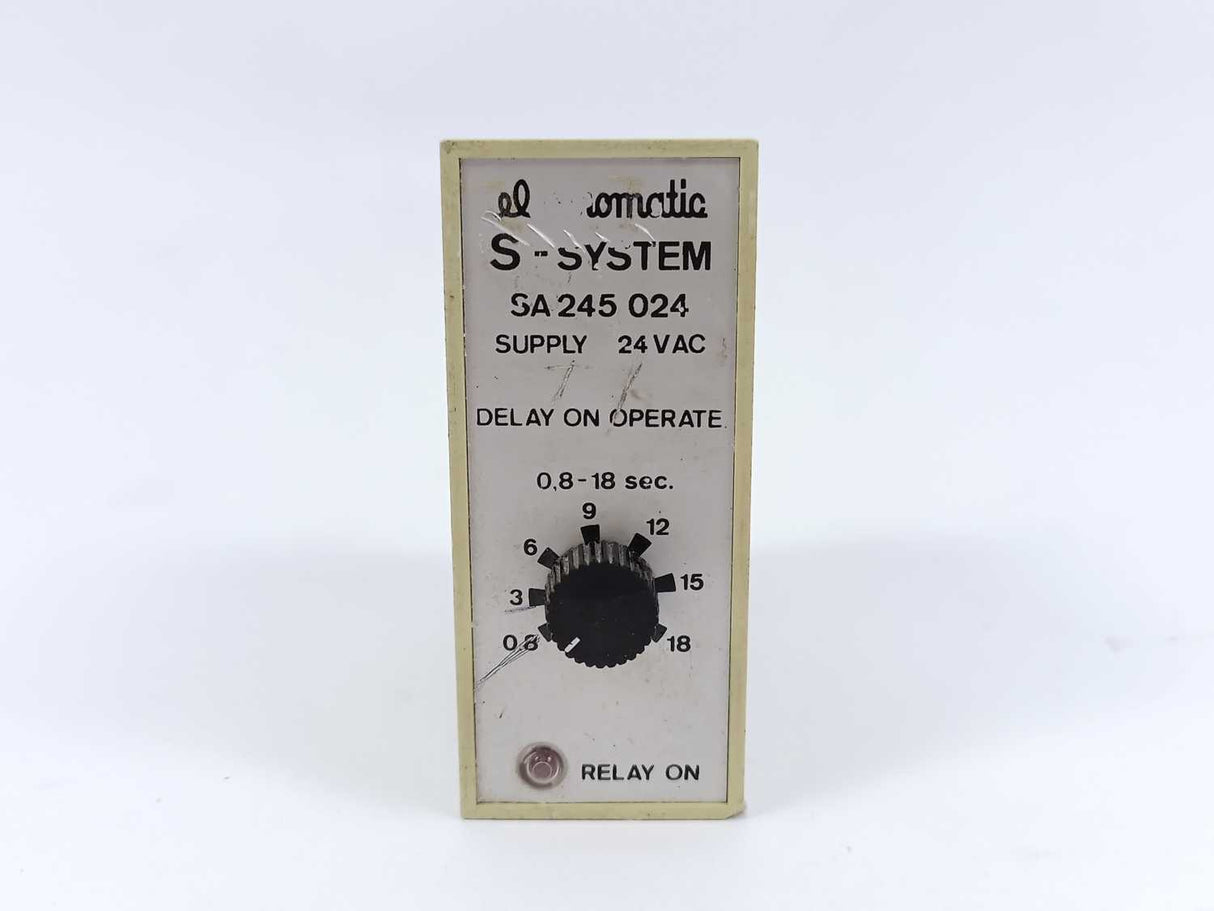 S-SYSTEM
SA 245 024
SUPPLY 24 VAC
DELAY ON OPERATE
0,8-18 sec.
9
6 12
3 15
0.8 18
RELAY ON